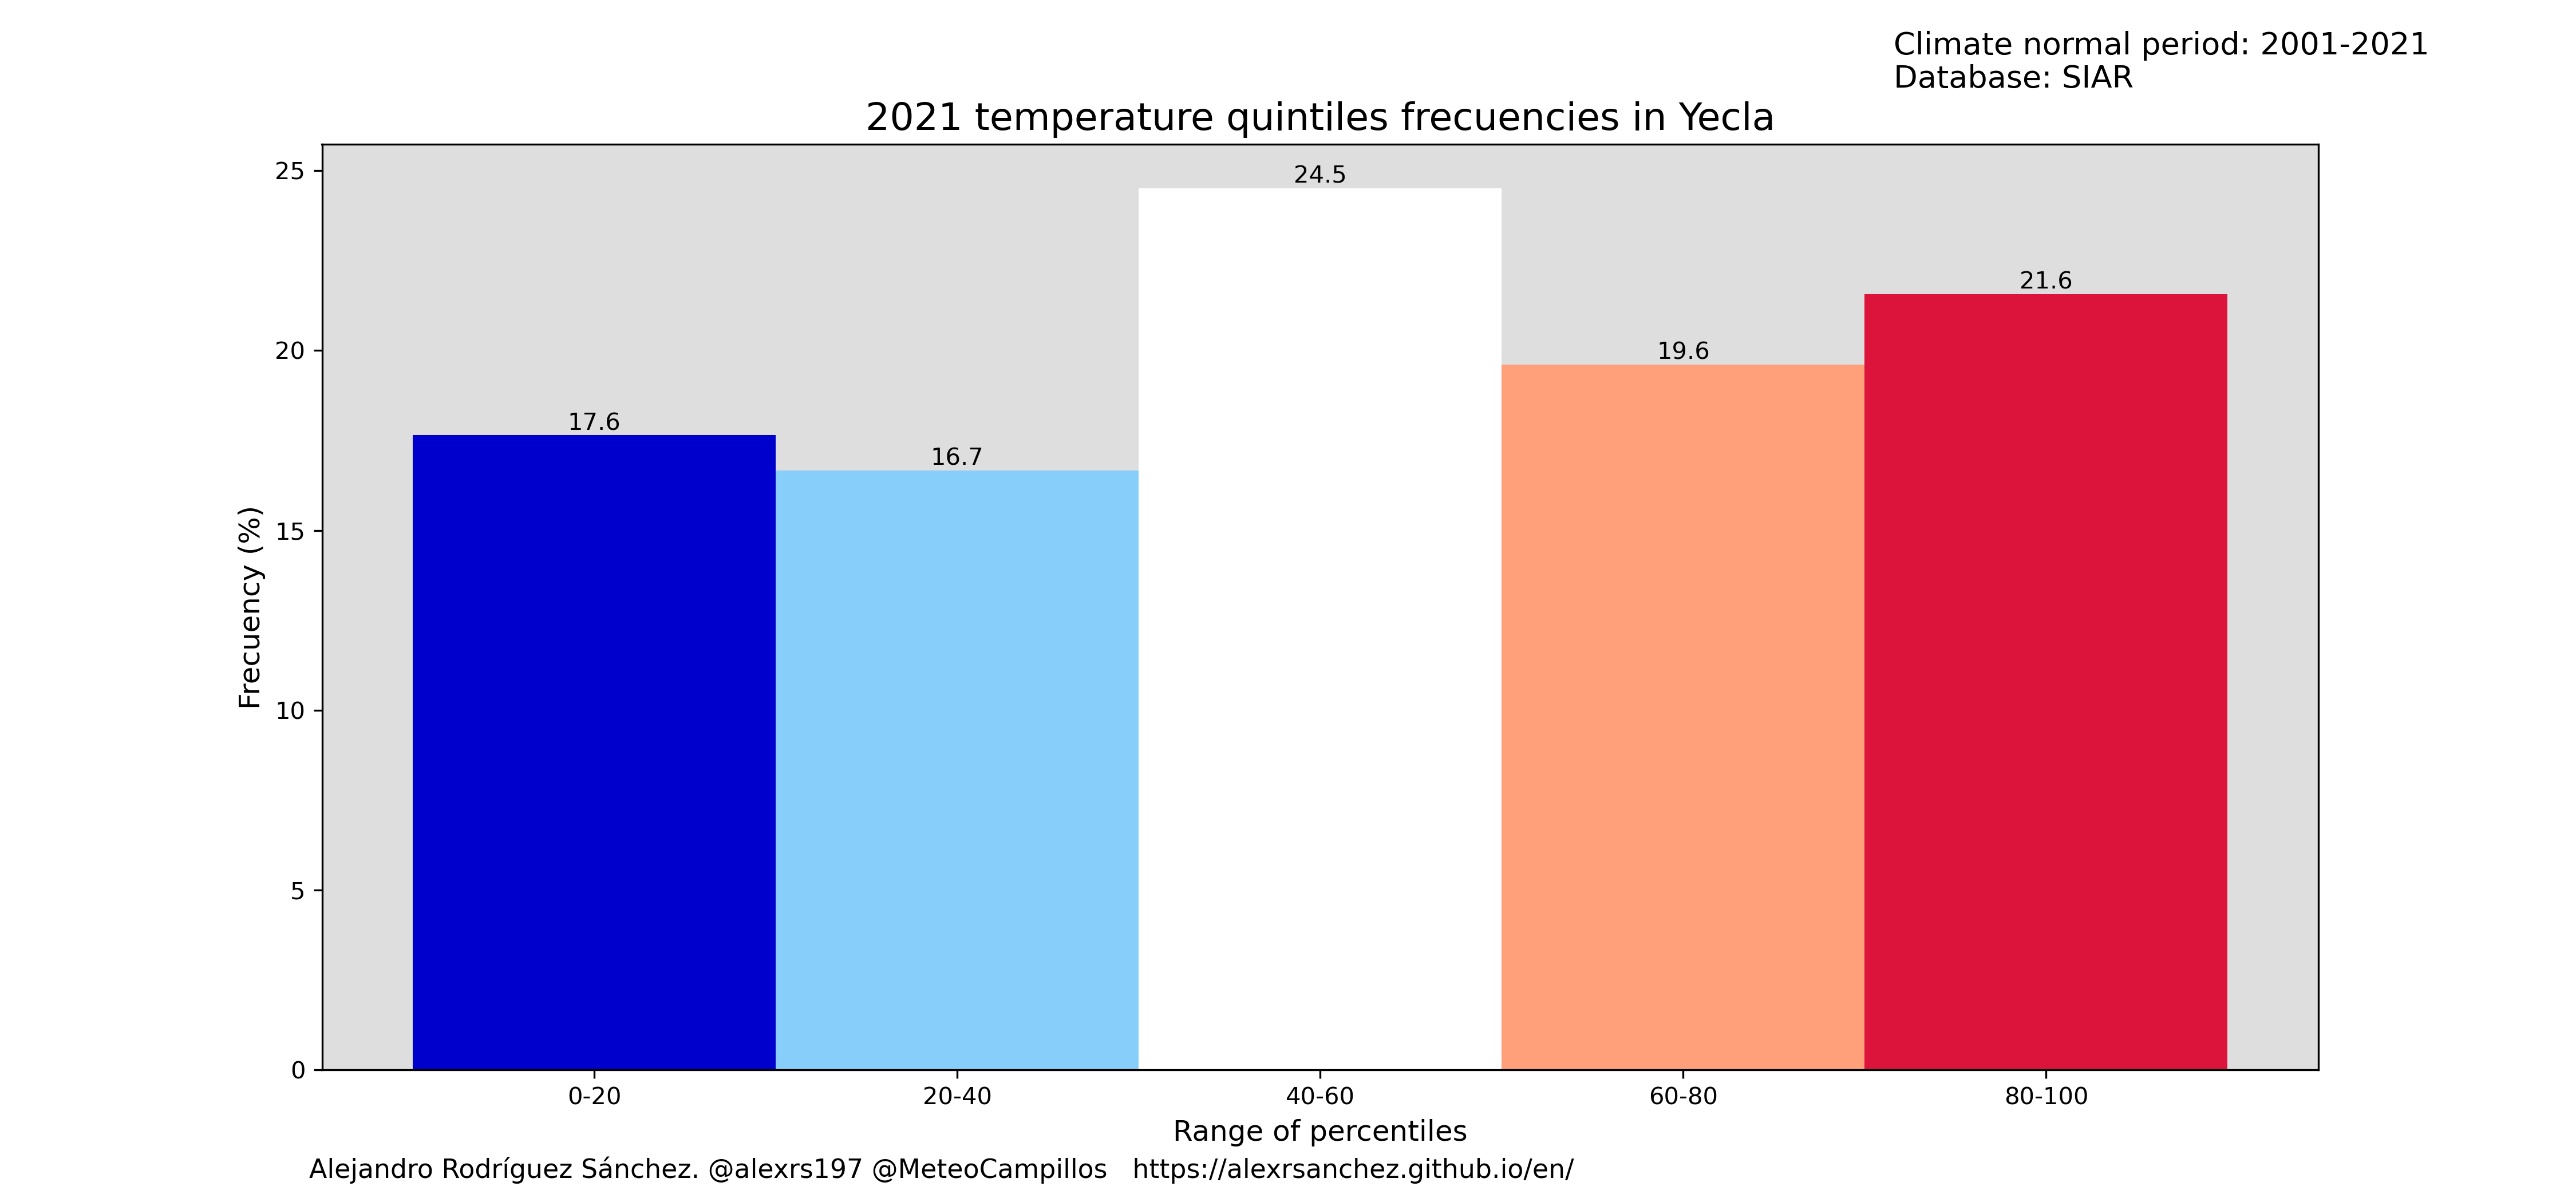 Climate normal period: 2001-2021
Database: SIAR
2021 temperature quintiles frecuencies in Yecla
25
20
15
10
5
0
Frecuency (%)
17.6
16.7
24.5
19.6
21.6
0-20
20-40
40-60
60-80
80-100
Range of percentiles
Alejandro Rodríguez Sánchez. @alexrs197 @MeteoCampillos   https://alexrsanchez.github.io/en/